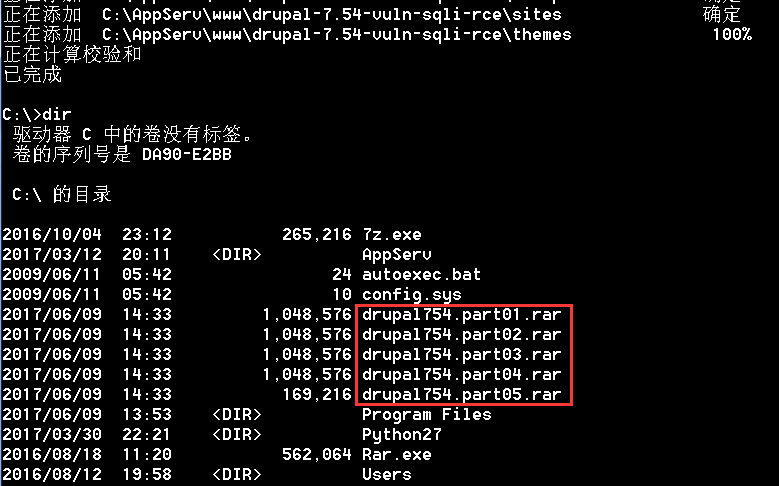 正在添加  C:\AppServ\www\drupal-7.54-vuln-sqli-rce\sites 确定
正在添加  C:\AppServ\www\drupal-7.54-vuln-sqli-rce\themes 100%
正在计算校验和
已完成
C:\>dir
驱动器 C 中的卷没有标签。
卷的序列号是 DA90-E2BB
C:\ 的目录
2016/10/04  23:12           265,216 7z.exe
2017/03/12  20:11    <DIR>          AppServ
2009/06/11  05:42                24 autoexec.bat
2009/06/11  05:42                10 config.sys
2017/06/09  14:33         1,048,576 drupal754.part01.rar
2017/06/09  14:33         1,048,576 drupal754.part02.rar
2017/06/09  14:33         1,048,576 drupal754.part03.rar
2017/06/09  14:33         1,048,576 drupal754.part04.rar
2017/06/09  14:33           169,216 drupal754.part05.rar
2017/06/09  13:53    <DIR>          Program Files
2017/03/30  22:21    <DIR>          Python27
2016/08/18  11:20           562,064 Rar.exe
2016/08/12  19:58    <DIR>          Users